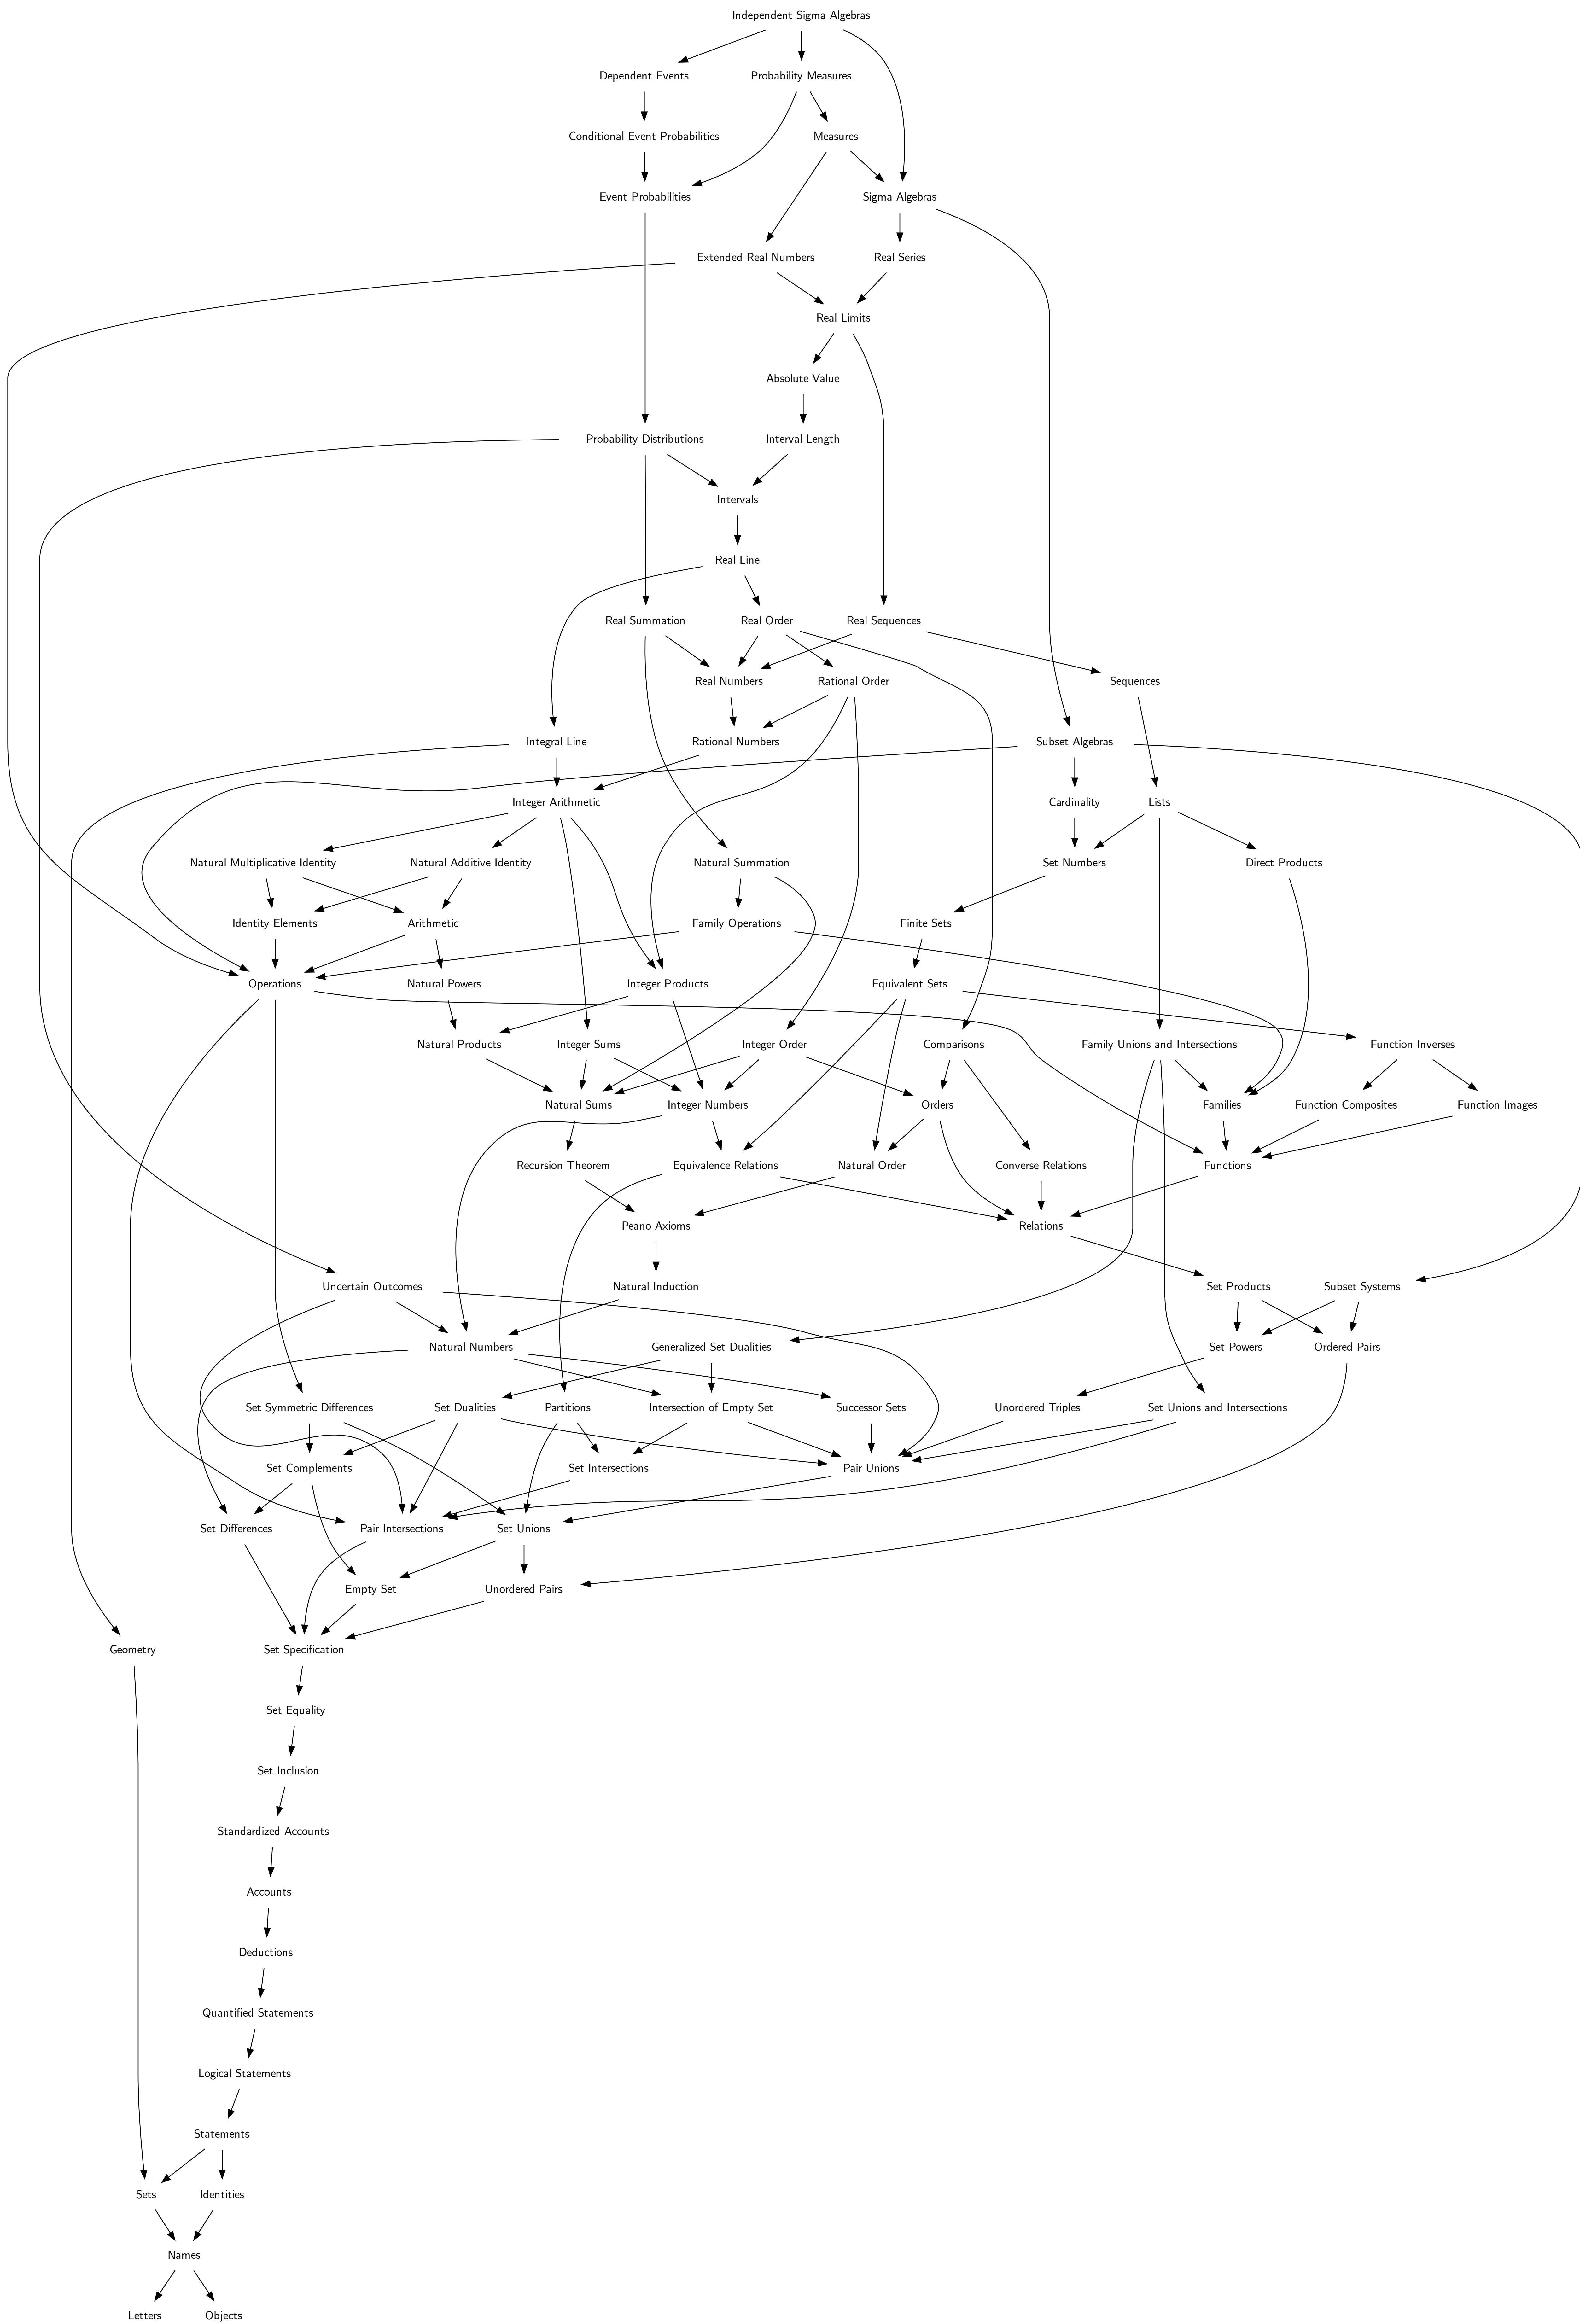 Independent Sigma Algebras
Dependent Events
Probability Measures
Conditional Event Probabilities
Measures
Event Probabilities
Sigma Algebras
Extended Real Numbers
Real Series
Real Limits
Absolute Value
Probability Distributions
Interval Length
Intervals
Real Line
Real Summation
Real Order
Real Sequences
Real Numbers
Rational Order
Sequences
Integral Line
Rational Numbers
Subset Algebras
Integer Arithmetic
Cardinality
Lists
Natural Multiplicative Identity
Natural Additive Identity
Natural Summation
Set Numbers
Direct Products
Identity Elements
Arithmetic
Family Operations
Finite Sets
Operations
Natural Powers
Integer Products
Equivalent Sets
Natural Products
Integer Sums
Integer Order
Comparisons
Family Unions and Intersections
Function Inverses
Natural Sums
Integer Numbers
Orders
Families
Function Composites
Function Images
Recursion Theorem
Equivalence Relations
Natural Order
Converse Relations
Functions
Peano Axioms
Relations
Uncertain Outcomes
Natural Induction
Set Products
Subset Systems
Natural Numbers
Generalized Set Dualities
Set Powers
Ordered Pairs
Set Symmetric Differences
Set Dualities
Partitions
Intersection of Empty Set
Successor Sets
Unordered Triples
Set Unions and Intersections
Set Complements
Set Intersections
Pair Unions
Set Differences
Pair Intersections
Set Unions
Empty Set
Unordered Pairs
Geometry
Set Specification
Set Equality
Set Inclusion
Standardized Accounts
Accounts
Deductions
Quantified Statements
Logical Statements
Statements
Sets
Identities
Names
Letters
Objects